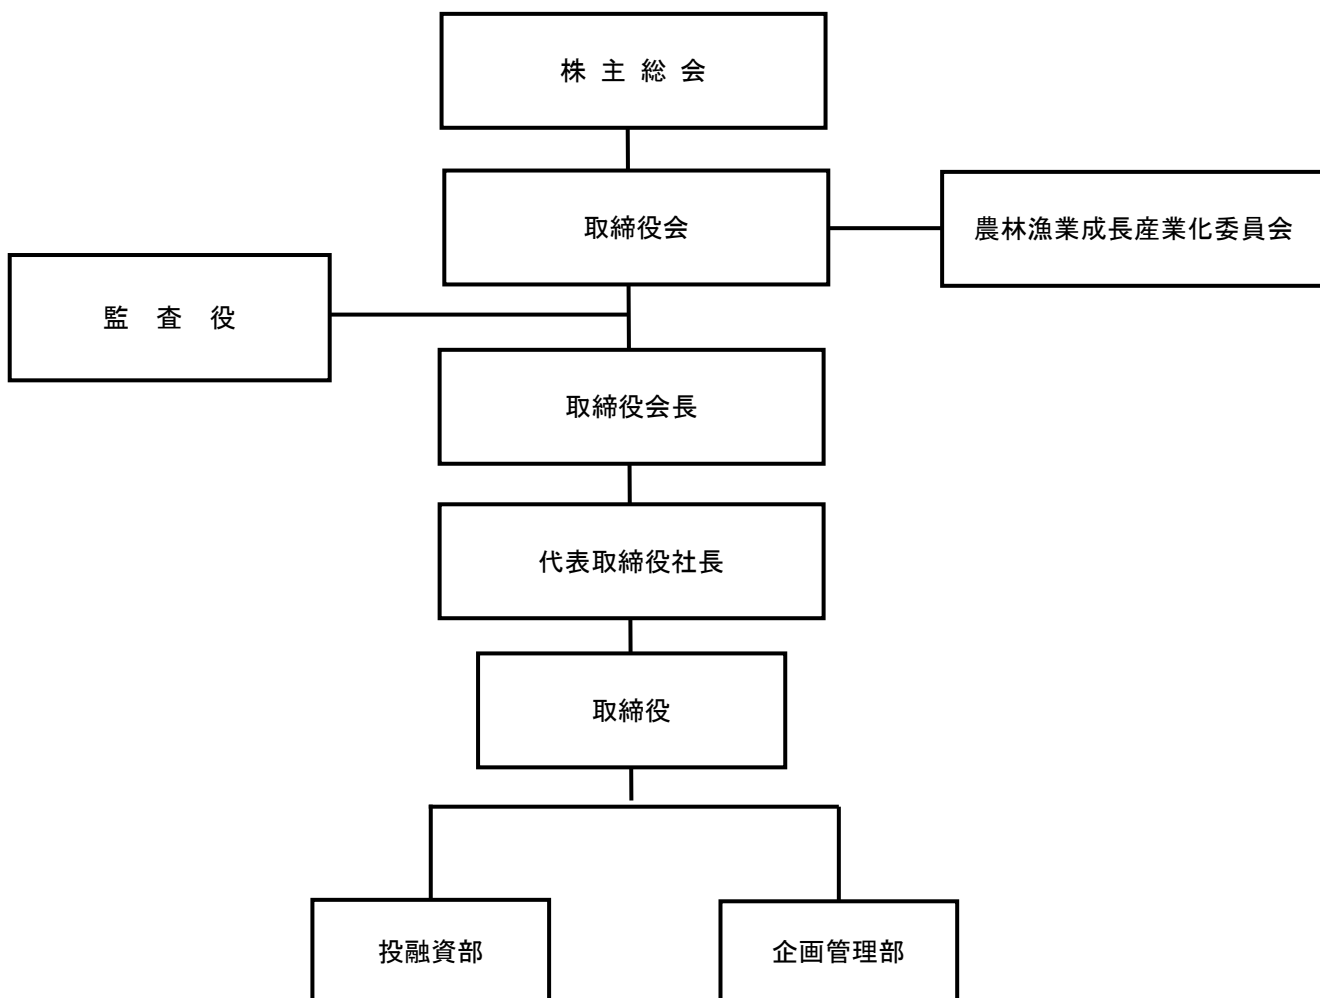 株 主 総 会
取締役会
農林漁業成長産業化委員会
監　査　役
取締役会長
代表取締役社長
取締役
投融資部
企画管理部